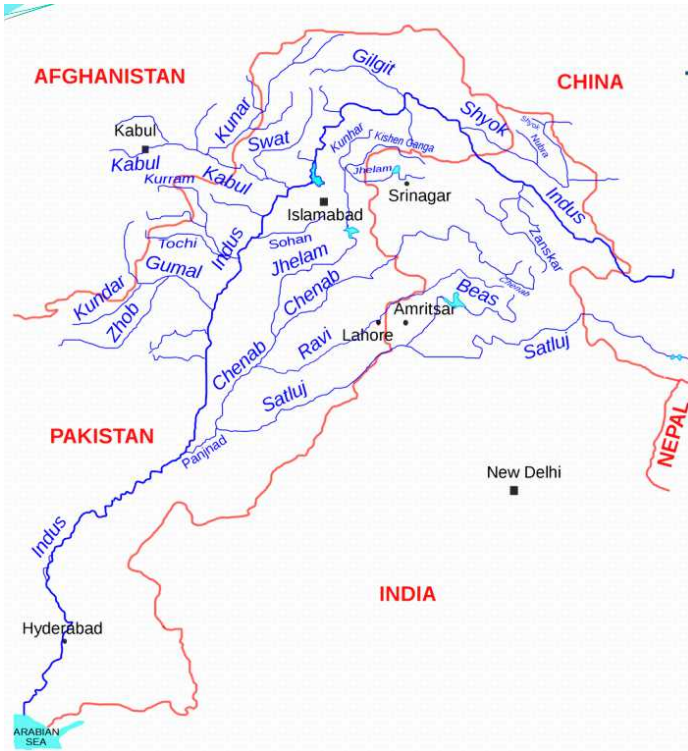 Gilgit
AFGHANISTAN
CHINA
Kunar
Shyok
Shyok
Kabul
Swat
Kunhar
Kishen Ganga
Nubra
Kabul
Kabul
Jhelam
Kurram
Srinagar
Indus
Islamabad
Indus
Sohan
Zanskar
Tochi
Gumal
Jhelam
Chenab
Chenab
Beas
Kundar
Zhob
Amritsar
Lahore
Ravi
Satluj
Chenab
Satluj
PAKISTAN
Panjnad
NEPAL
New Delhi
Indus
INDIA
Hyderabad
ARABIAN
SEA